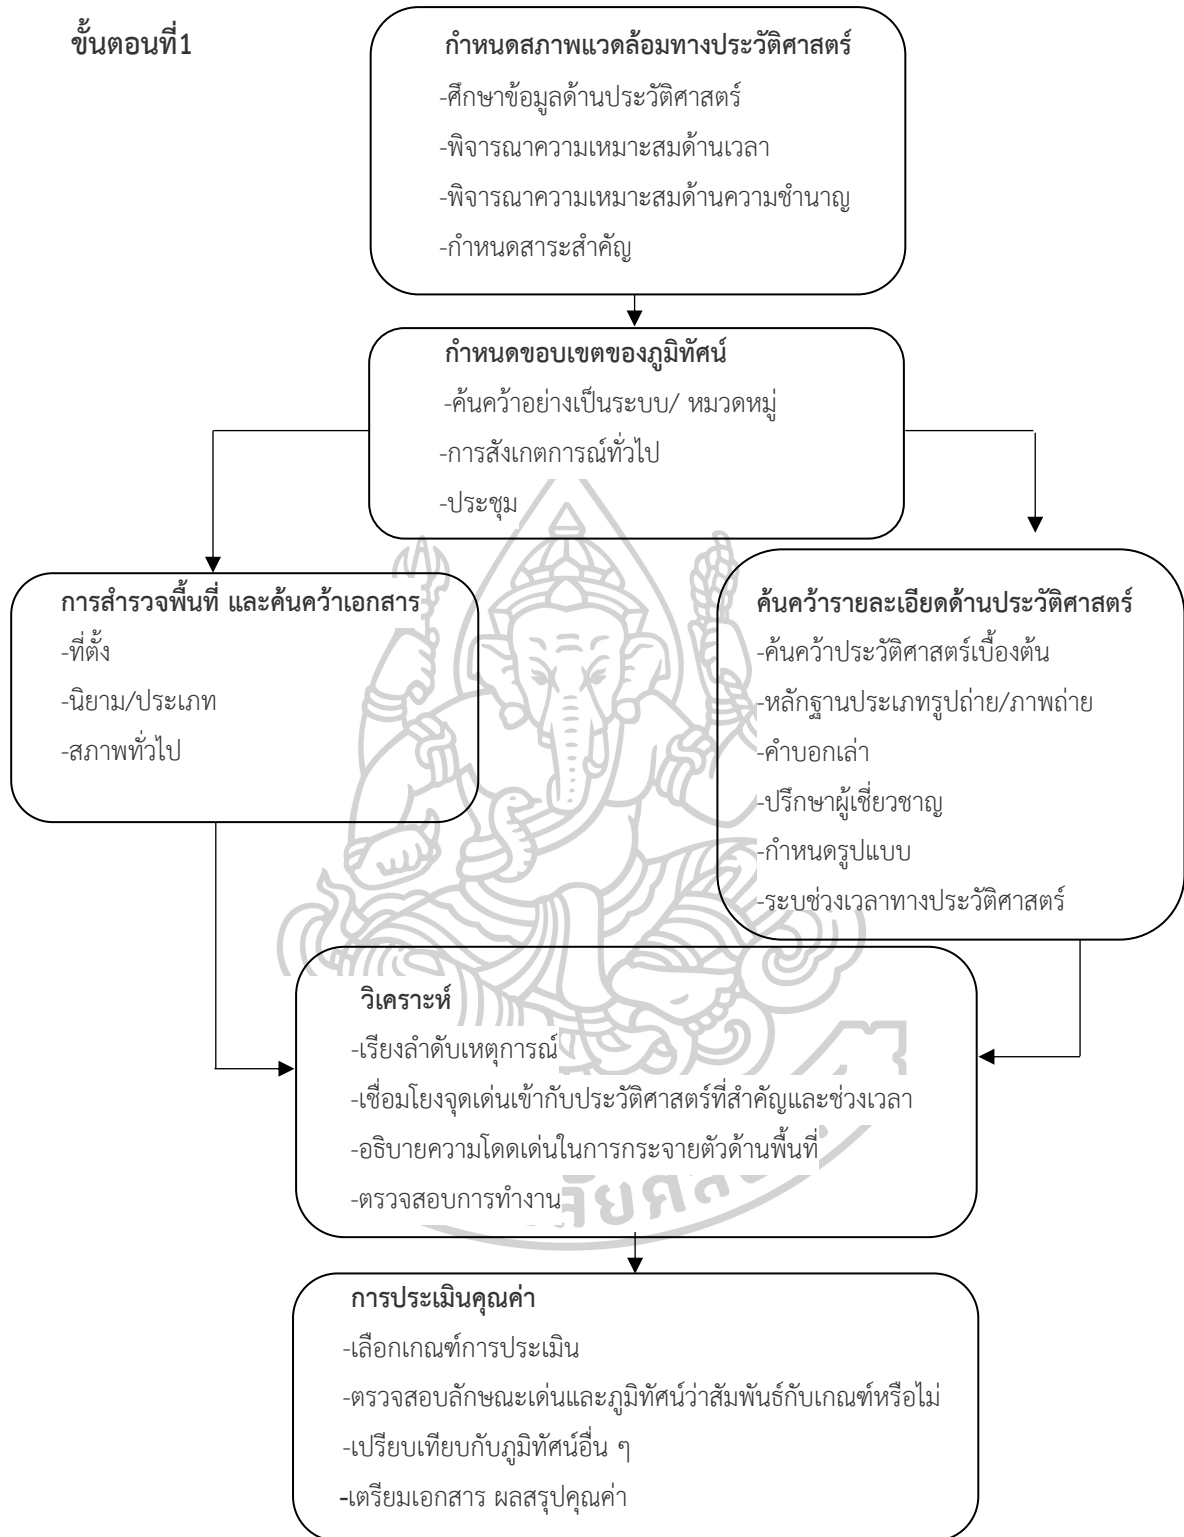 ขั้นตอนที่1
กำหนดสภาพแวดล้อมทางประวัติศาสตร์
-ศึกษาข้อมูลด้านประวัติศาสตร์
-พิจารณาความเหมาะสมด้านเวลา
-พิจารณาความเหมาะสมด้านความชำนาญ
-กำหนดสาระสำคัญ
กำหนดขอบเขตของภูมิทัศน์
-ค้นคว้าอย่างเป็นระบบ/ หมวดหมู่
-การสังเกตการณ์ทั่วไป
-ประชุม
การสำรวจพื้นที่ และค้นคว้าเอกสาร
-ที่ตั้ง
-นิยาม/ประเภท
-สภาพทั่วไป
ค้นคว้ารายละเอียดด้านประวัติศาสตร์
-ค้นคว้าประวัติศาสตร์เบื้องต้น
-หลักฐานประเภทรูปถ่าย/ภาพถ่าย
-คำบอกเล่า
-ปรึกษาผู้เชี่ยวชาญ
-กำหนดรูปแบบ
-ระบุช่วงเวลาทางประวัติศาสตร์
วิเคราะห์
-เรียงลำดับเหตุการณ์
-เชื่อมโยงจุดเด่นเข้ากับประวัติศาสตร์ที่สำคัญและช่วงเวลา
-อธิบายความโดดเด่นในการกระจายตัวด้านพื้นที่
-ตรวจสอบการทำงาน
การประเมินคุณค่า
-เลือกเกณฑ์การประเมิน
-ตรวจสอบลักษณะเด่นและภูมิทัศน์ว่าสัมพันธ์กับเกณฑ์หรือไม่
-เปรียบเทียบกับภูมิทัศน์อื่น ๆ
-เตรียมเอกสาร ผลสรุปคุณค่า